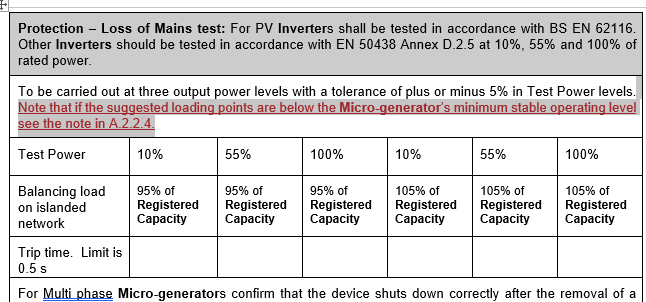 Protection – Loss of Mains test: For PV Inverters shall be tested in accordance with BS EN 62116.
Other Inverters should be tested in accordance with EN 50438 Annex D.2.5 at 10%, 55% and 100% of
rated power.
To be carried out at three output power levels with a tolerance of plus or minus 5% in Test Power levels.
Note that if the suggested loading points are below the Micro-generator's minimum stable operating level
see the note in A.2.2.4.
Test Power 10% 55% 100% 10% 55% 100%
Balancing load 95% of 95% of 95% of 105% of 105% of 105% of
on islanded Registered Registered Registered Registered Registered Registered
network Capacity Capacity Capacity Capacity Capacity Capacity
Trip time. Limit is
0.5 s
For Multi phase Micro-generators confirm that the device shuts down correctly after the removal of a